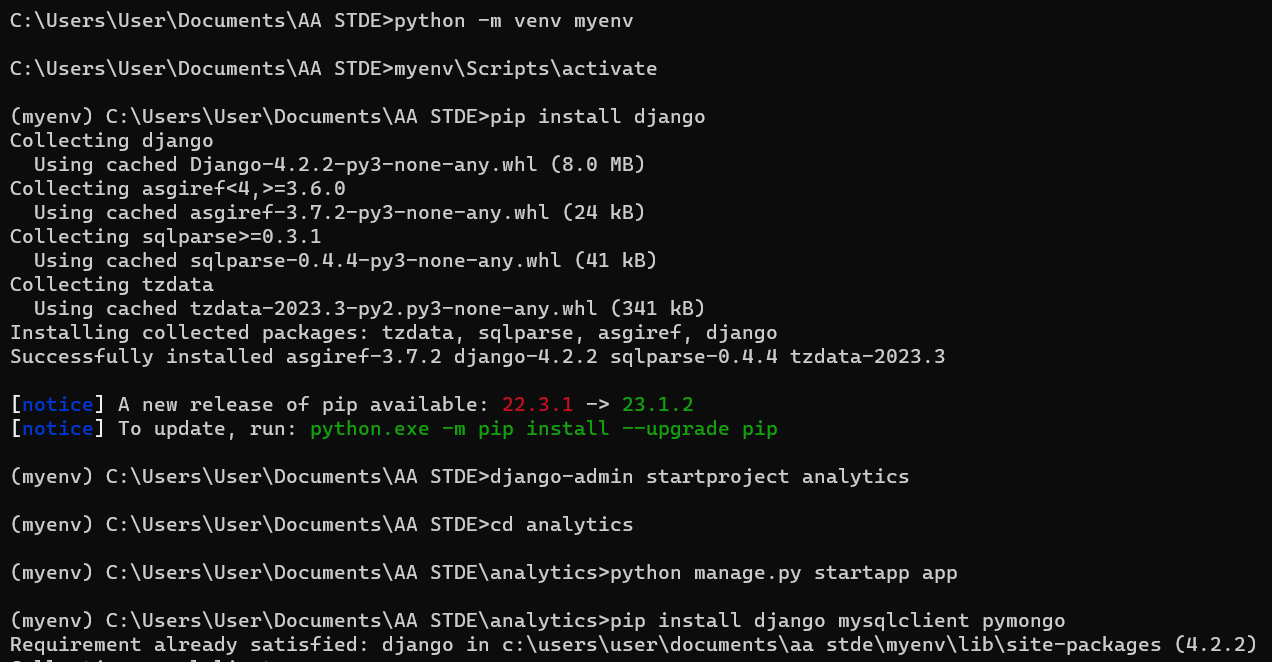 C:\Users\User\Documents\AA STDE>python -m venv myenv
C:\Users\User\Documents\AA STDE>myenv\Scripts\activate
(myenv) C:\Users\User\Documents\AA STDE>pip install django
Collecting django
  Using cached Django-4.2.2-py3-none-any.whl (8.0 MB)
Collecting asgiref<4,>=3.6.0
  Using cached asgiref-3.7.2-py3-none-any.whl (24 kB)
Collecting sqlparse>=0.3.1
  Using cached sqlparse-0.4.4-py3-none-any.whl (41 kB)
Collecting tzdata
  Using cached tzdata-2023.3-py2.py3-none-any.whl (341 kB)
Installing collected packages: tzdata, sqlparse, asgiref, django
Successfully installed asgiref-3.7.2 django-4.2.2 sqlparse-0.4.4 tzdata-2023.3
[notice] A new release of pip available: 22.3.1 -> 23.1.2
[notice] To update, run: python.exe -m pip install --upgrade pip
(myenv) C:\Users\User\Documents\AA STDE>django-admin startproject analytics
(myenv) C:\Users\User\Documents\AA STDE>cd analytics
(myenv) C:\Users\User\Documents\AA STDE\analytics>python manage.py startapp app
(myenv) C:\Users\User\Documents\AA STDE\analytics>pip install django mysqlclient pymongo
Requirement already satisfied: django in c:\users\user\documents\aa stde\myenv\lib\site-packages (4.2.2)